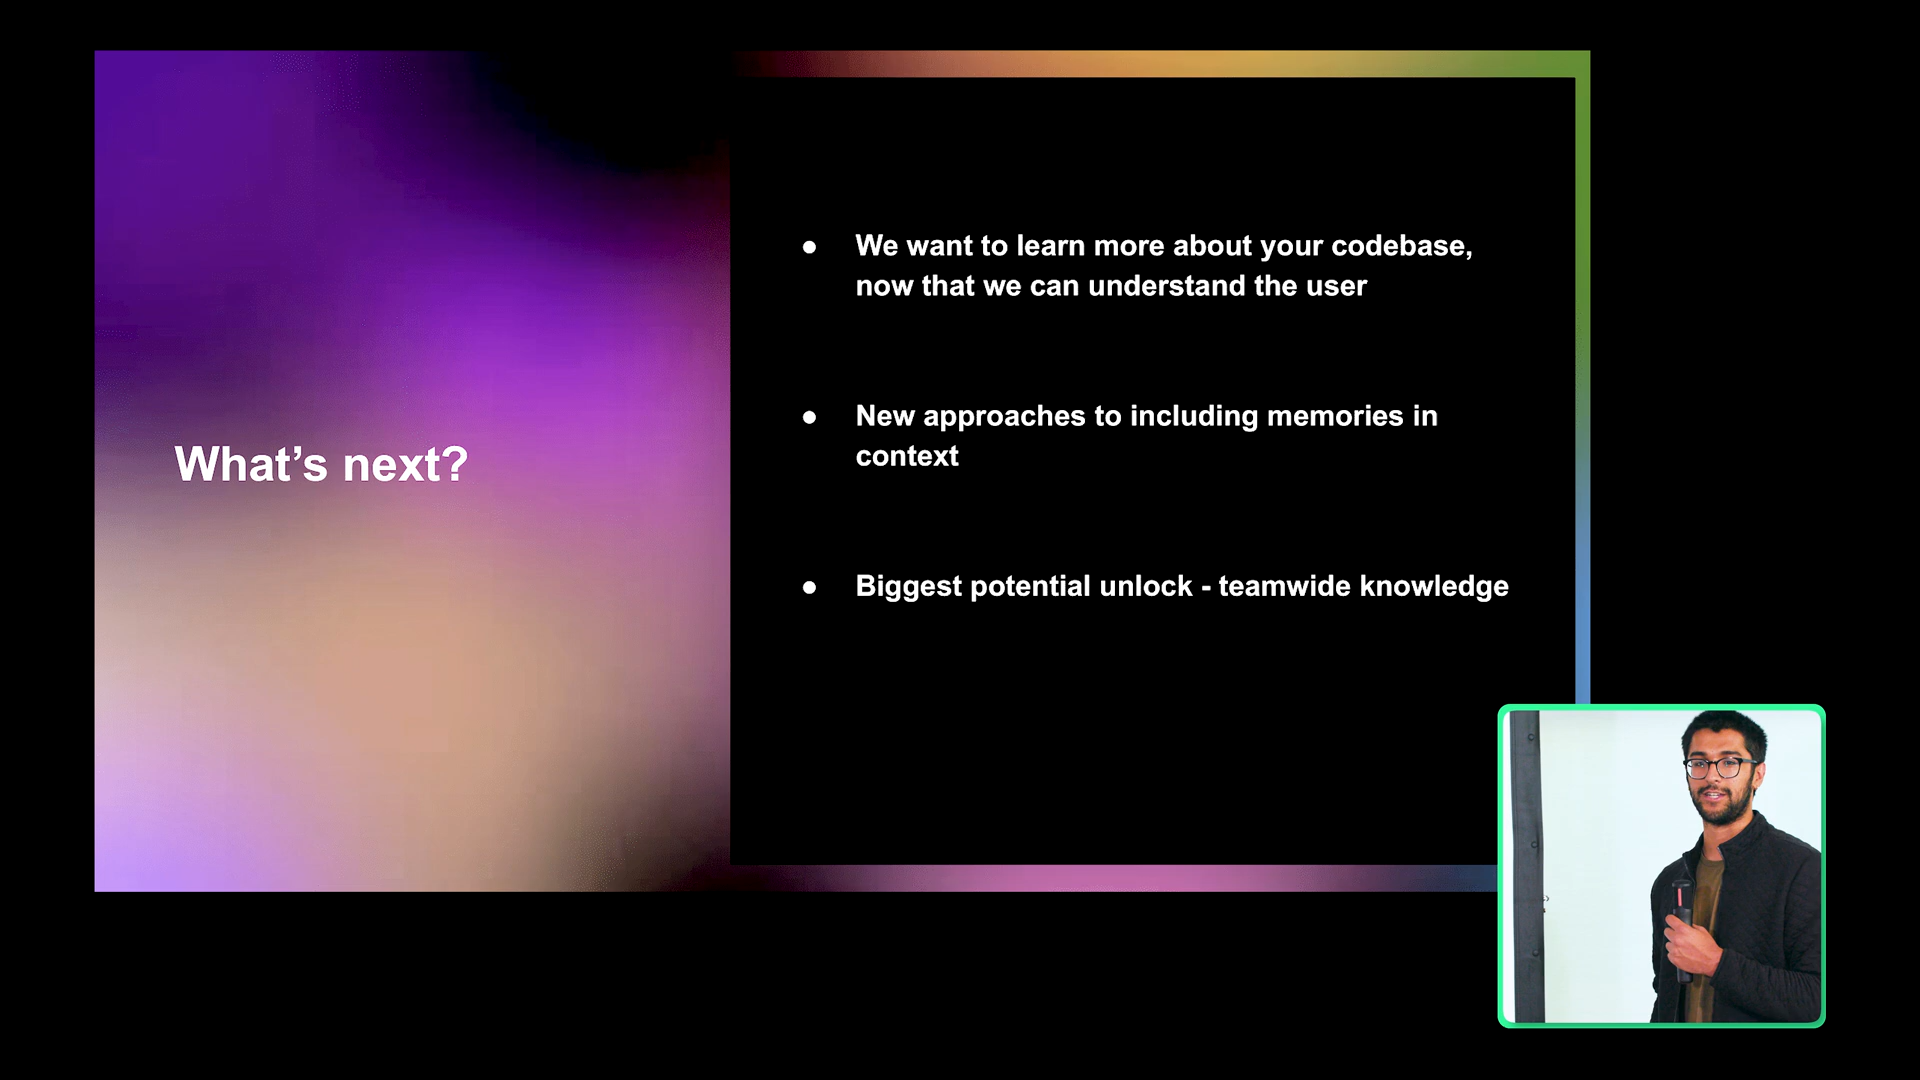 What’s next?
● We want to learn more about your codebase,
now that we can understand the user
● New approaches to including memories in
context
● Biggest potential unlock - teamwide knowledge